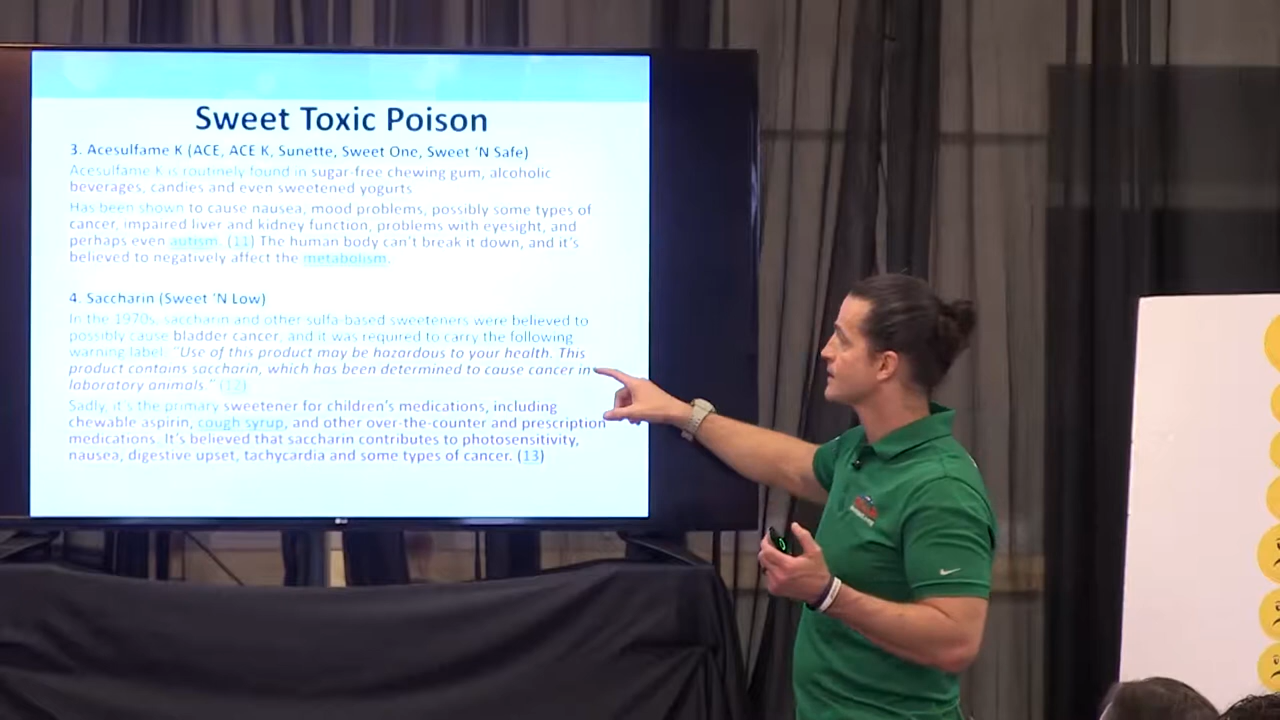 Sweet Toxic Poison
3. Acesulfame K (ACE, ACE K, Sunette, Sweet One, Sweet 'N Safe)
Acesulfame K is routinely found in sugar-free chewing gum, alcoholic
beverages, candies and even sweetened yogurts
Has been shown to cause nausea, mood problems, possibly some types of
cancer, impaired liver and kidney function, problems with eyesight, and
perhaps even autism. (11) The human body can't break it down, and it's
believed to negatively affect the metabolism.
4. Saccharin (Sweet 'N Low)
In the 1970s, saccharin and other sulfa-based sweeteners were believed to
possibly cause bladder cancer, and it was required to carry the following
warning label: "Use of this product may be hazardous to your health. This
product contains saccharin, which has been determined to cause cancer in
laboratory animals." (12)
Sadly, it's the primary sweetener for children's medications, including
chewable aspirin, cough syrup, and other over-the-counter and prescription
medications. It's believed that saccharin contributes to photosensitivity,
nausea, digestive upset, tachycardia and some types of cancer. (13)